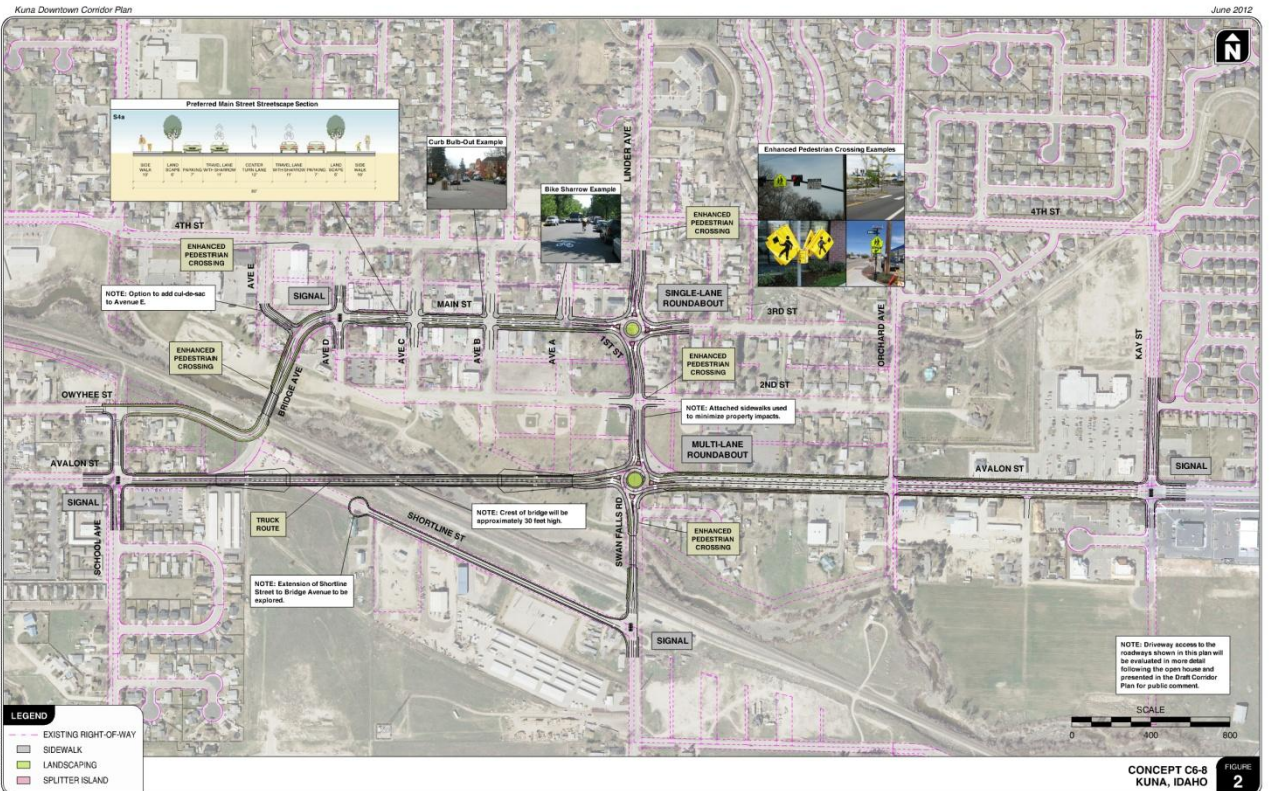 Kuna Downtown Corridor Plan
June 2012
N
Preferred Main Street Streetscape Section
S4a
SIDE
WALK
LAND
SCAPE
PARKING
TRAVEL LANE
WITH SHARROW
CENTER
TURN LANE
TRAVEL LANE
WITH SHARROW
PARKING
LAND
SCAPE
SIDE
WALK
Curb Bulb-Out Example
Bike Sharrow Example
LINDER AVE
Enhanced Pedestrian Crossing Examples
4TH ST
4TH ST
ENHANCED
PEDESTRIAN
CROSSING
ENHANCED
PEDESTRIAN
CROSSING
AVE E
NOTE: Option to add cul-de-sac
to Avenue E.
SIGNAL
MAIN ST
SINGLE-LANE
ROUNDABOUT
3RD ST
ORCHARD AVE
KAY ST
ENHANCED
PEDESTRIAN
CROSSING
AVE D
AVE C
AVE B
AVE A
1ST ST
ENHANCED
PEDESTRIAN
CROSSING
2ND ST
OWYHEE ST
BRIDGE AVE
NOTE: Attached sidewalks used
to minimize property impacts.
MULTI-LANE
ROUNDABOUT
AVALON ST
AVALON ST
SIGNAL
SIGNAL
SCHOOL AVE
TRUCK
ROUTE
SHORTLINE ST
NOTE: Crest of bridge will be
approximately 30 feet high.
SWAN FALLS RD
ENHANCED
PEDESTRIAN
CROSSING
NOTE: Extension of Shortline
Street to Bridge Avenue to be
explored.
SIGNAL
NOTE: Driveway access to the
roadways shown in this plan will
be evaluated in more detail
following the open house and
presented in the Draft Corridor
Plan for public comment.
SCALE
0 400 800
LEGEND
EXISTING RIGHT-OF-WAY
SIDEWALK
LANDSCAPING
SPLITTER ISLAND
CONCEPT C6-8
KUNA, IDAHO
FIGURE
2